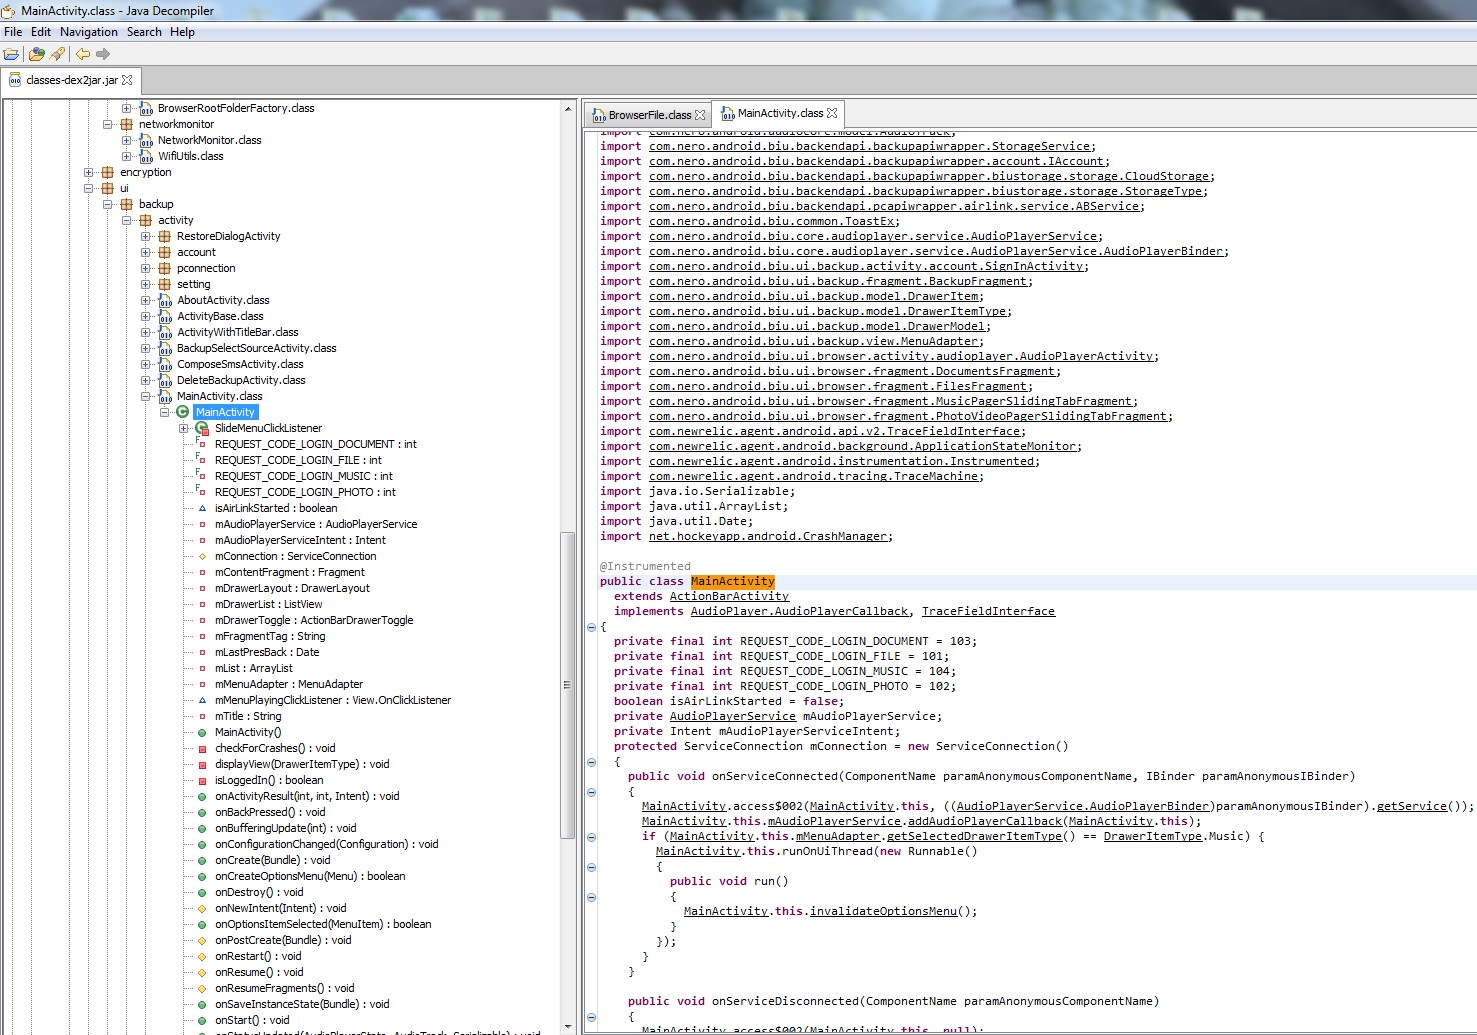 MainActivity.class - Java Decompiler
File Edit Navigation Search Help
classes-dex2jar.jar
BrowserRootFolderFactory.class
networkmonitor
NetworkMonitor.class
WifiUtils.class
encryption
ui
backup
activity
RestoreDialogActivity
account
pconnection
setting
AboutActivity.class
ActivityBase.class
ActivityWithTitleBar.class
BackupSelectSourceActivity.class
ComposeSmsActivity.class
DeleteBackupActivity.class
MainActivity.class
MainActivity
SlideMenuClickListener
REQUEST_CODE_LOGIN_DOCUMENT : int
REQUEST_CODE_LOGIN_FILE : int
REQUEST_CODE_LOGIN_MUSIC : int
REQUEST_CODE_LOGIN_PHOTO : int
isAirLinkStarted : boolean
mAudioPlayerService : AudioPlayerService
mAudioPlayerServiceIntent : Intent
mConnection : ServiceConnection
mContentFragment : Fragment
mDrawerLayout : DrawerLayout
mDrawerList : ListView
mDrawerToggle : ActionBarDrawerToggle
mFragmentTag : String
mLastPresBack : Date
mList : ArrayList
mMenuAdapter : MenuAdapter
mMenuPlayingClickListener : View.OnClickListener
mTitle : String
MainActivity()
checkForCrashes() : void
displayView(DrawerItemType) : void
isLoggedIn() : boolean
onActivityResult(int, int, Intent) : void
onBackPressed() : void
onBufferingUpdate(int) : void
onConfigurationChanged(Configuration) : void
onCreate(Bundle) : void
onCreateOptionsMenu(Menu) : boolean
onDestroy() : void
onNewIntent(Intent) : void
onOptionsItemSelected(MenuItem) : boolean
onPostCreate(Bundle) : void
onRestart() : void
onResume() : void
onResumeFragments() : void
onSaveInstanceState(Bundle) : void
onStart() : void
onStatusUpdated(AudioPlayerState, AudioTrack, Serializable) : void
BrowserFile.class MainActivity.class
import com.nero.android.biu.audiocore.model.AudioTrack;
import com.nero.android.biu.backendapi.backupapiwrapper.StorageService;
import com.nero.android.biu.backendapi.backupapiwrapper.account.IAccount;
import com.nero.android.biu.backendapi.backupapiwrapper.biustorage.storage.CloudStorage;
import com.nero.android.biu.backendapi.backupapiwrapper.biustorage.storage.StorageType;
import com.nero.android.biu.backendapi.pcapiwrapper.airlink.service.ABService;
import com.nero.android.biu.common.ToastEx;
import com.nero.android.biu.core.audioplayer.service.AudioPlayerService;
import com.nero.android.biu.core.audioplayer.service.AudioPlayerService.AudioPlayerBinder;
import com.nero.android.biu.ui.backup.activity.account.SignInActivity;
import com.nero.android.biu.ui.backup.fragment.BackupFragment;
import com.nero.android.biu.ui.backup.model.DrawerItem;
import com.nero.android.biu.ui.backup.model.DrawerItemType;
import com.nero.android.biu.ui.backup.model.DrawerModel;
import com.nero.android.biu.ui.backup.view.MenuAdapter;
import com.nero.android.biu.ui.browser.activity.audioplayer.AudioPlayerActivity;
import com.nero.android.biu.ui.browser.fragment.DocumentsFragment;
import com.nero.android.biu.ui.browser.fragment.FilesFragment;
import com.nero.android.biu.ui.browser.fragment.MusicPagerSlidingTabFragment;
import com.nero.android.biu.ui.browser.fragment.PhotoVideoPagerSlidingTabFragment;
import com.newrelic.agent.android.api.v2.TraceFieldInterface;
import com.newrelic.agent.android.background.ApplicationStateMonitor;
import com.newrelic.agent.android.instrumentation.Instrumented;
import com.newrelic.agent.android.tracing.TraceMachine;
import java.io.Serializable;
import java.util.ArrayList;
import java.util.Date;
import net.hockeyapp.android.CrashManager;
@Instrumented
public class MainActivity
extends ActionBarActivity
implements AudioPlayer.AudioPlayerCallback, TraceFieldInterface
{
private final int REQUEST_CODE_LOGIN_DOCUMENT = 103;
private final int REQUEST_CODE_LOGIN_FILE = 101;
private final int REQUEST_CODE_LOGIN_MUSIC = 104;
private final int REQUEST_CODE_LOGIN_PHOTO = 102;
boolean isAirLinkStarted = false;
private AudioPlayerService mAudioPlayerService;
private Intent mAudioPlayerServiceIntent;
protected ServiceConnection mConnection = new ServiceConnection()
{
public void onServiceConnected(ComponentName paramAnonymousComponentName, IBinder paramAnonymousIBinder)
{
MainActivity.access$002(MainActivity.this, ((AudioPlayerService.AudioPlayerBinder)paramAnonymousIBinder).getService());
MainActivity.this.mAudioPlayerService.addAudioPlayerCallback(MainActivity.this);
if (MainActivity.this.mMenuAdapter.getSelectedDrawerItemType() == DrawerItemType.Music) {
MainActivity.this.runOnUiThread(new Runnable()
{
public void run()
{
MainActivity.this.invalidateOptionsMenu();
}
});
}
}
public void onServiceDisconnected(ComponentName paramAnonymousComponentName)
{
MainActivity.access$002(MainActivity.this, null);